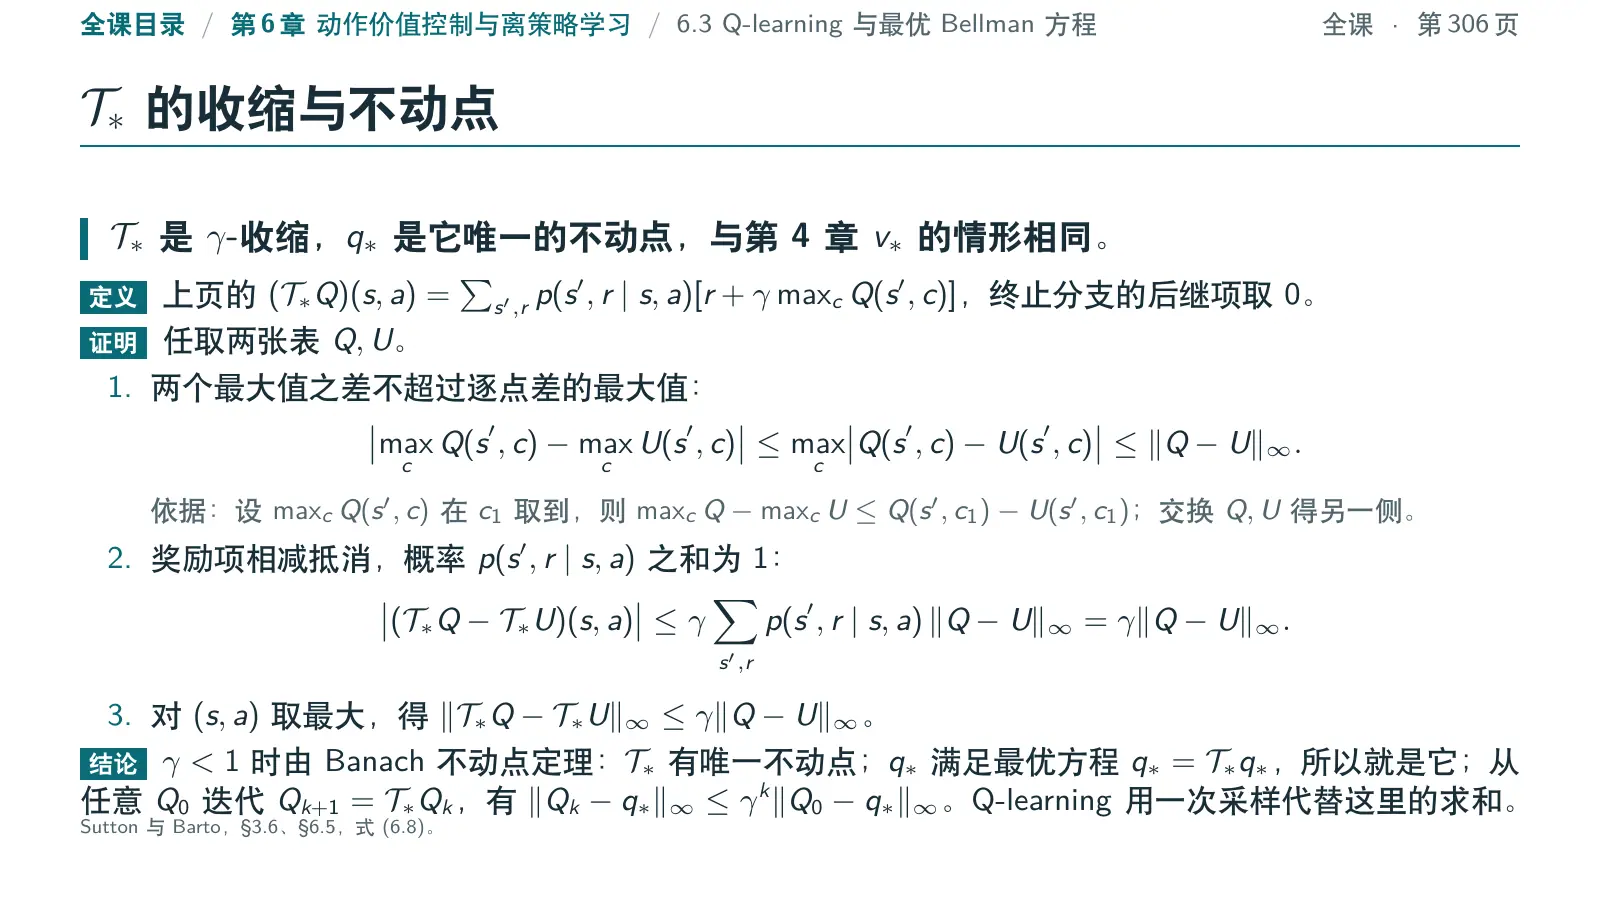 全课目录 / 第 6 章 动作价值控制与离策略学习 / 6.3 Q-learning 与最优 Bellman 方程 全课 · 第 306 页
𝒯∗ 的收缩与不动点
𝒯∗ 是 γ-收缩，q∗ 是它唯一的不动点，与第 4 章 v∗ 的情形相同。
定义 上页的 (𝒯∗Q)(s, a) = ∑s′,r p(s′, r | s, a)[r + γ maxc Q(s′, c)]，终止分支的后继项取 0。
证明 任取两张表 Q, U。
1. 两个最大值之差不超过逐点差的最大值：
|maxc Q(s′, c) − maxc U(s′, c)| ≤ maxc |Q(s′, c) − U(s′, c)| ≤ ‖Q − U‖∞.
依据：设 maxc Q(s′, c) 在 c1 取到，则 maxc Q − maxc U ≤ Q(s′, c1) − U(s′, c1)；交换 Q, U 得另一侧。
2. 奖励项相减抵消，概率 p(s′, r | s, a) 之和为 1：
|(𝒯∗Q − 𝒯∗U)(s, a)| ≤ γ ∑s′,r p(s′, r | s, a) ‖Q − U‖∞ = γ‖Q − U‖∞.
3. 对 (s, a) 取最大，得 ‖𝒯∗Q − 𝒯∗U‖∞ ≤ γ‖Q − U‖∞。
结论 γ < 1 时由 Banach 不动点定理：𝒯∗ 有唯一不动点；q∗ 满足最优方程 q∗ = 𝒯∗q∗，所以就是它；从
任意 Q0 迭代 Qk+1 = 𝒯∗Qk，有 ‖Qk − q∗‖∞ ≤ γ^k‖Q0 − q∗‖∞。Q-learning 用一次采样代替这里的求和。
Sutton 与 Barto，§3.6、§6.5，式 (6.8)。